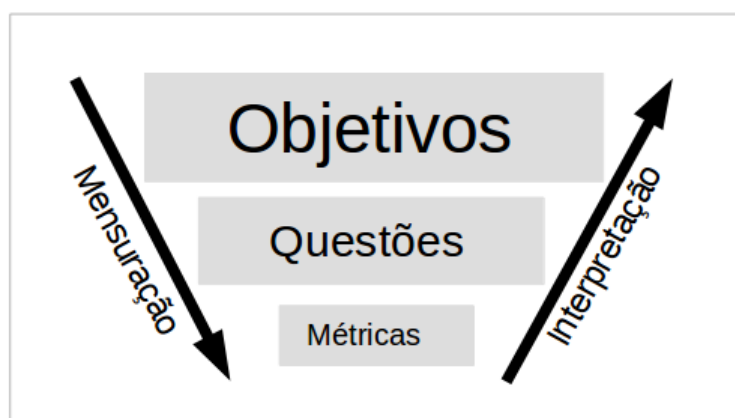 Objetivos
Questões
Métricas
Mensuração
Interpretação